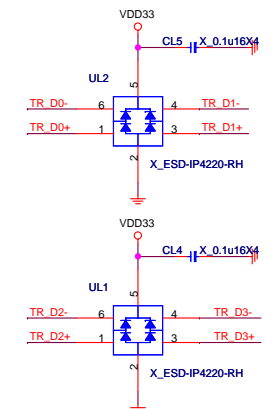 VDD33
CL5 X_0.1u16X4
UL2
5
TR_D0- 6 4 TR_D1-
TR_D0+ 1 3 TR_D1+
2
X_ESD-IP4220-RH
VDD33
CL4 X_0.1u16X4
UL1
5
TR_D2- 6 4 TR_D3-
TR_D2+ 1 3 TR_D3+
2
X_ESD-IP4220-RH